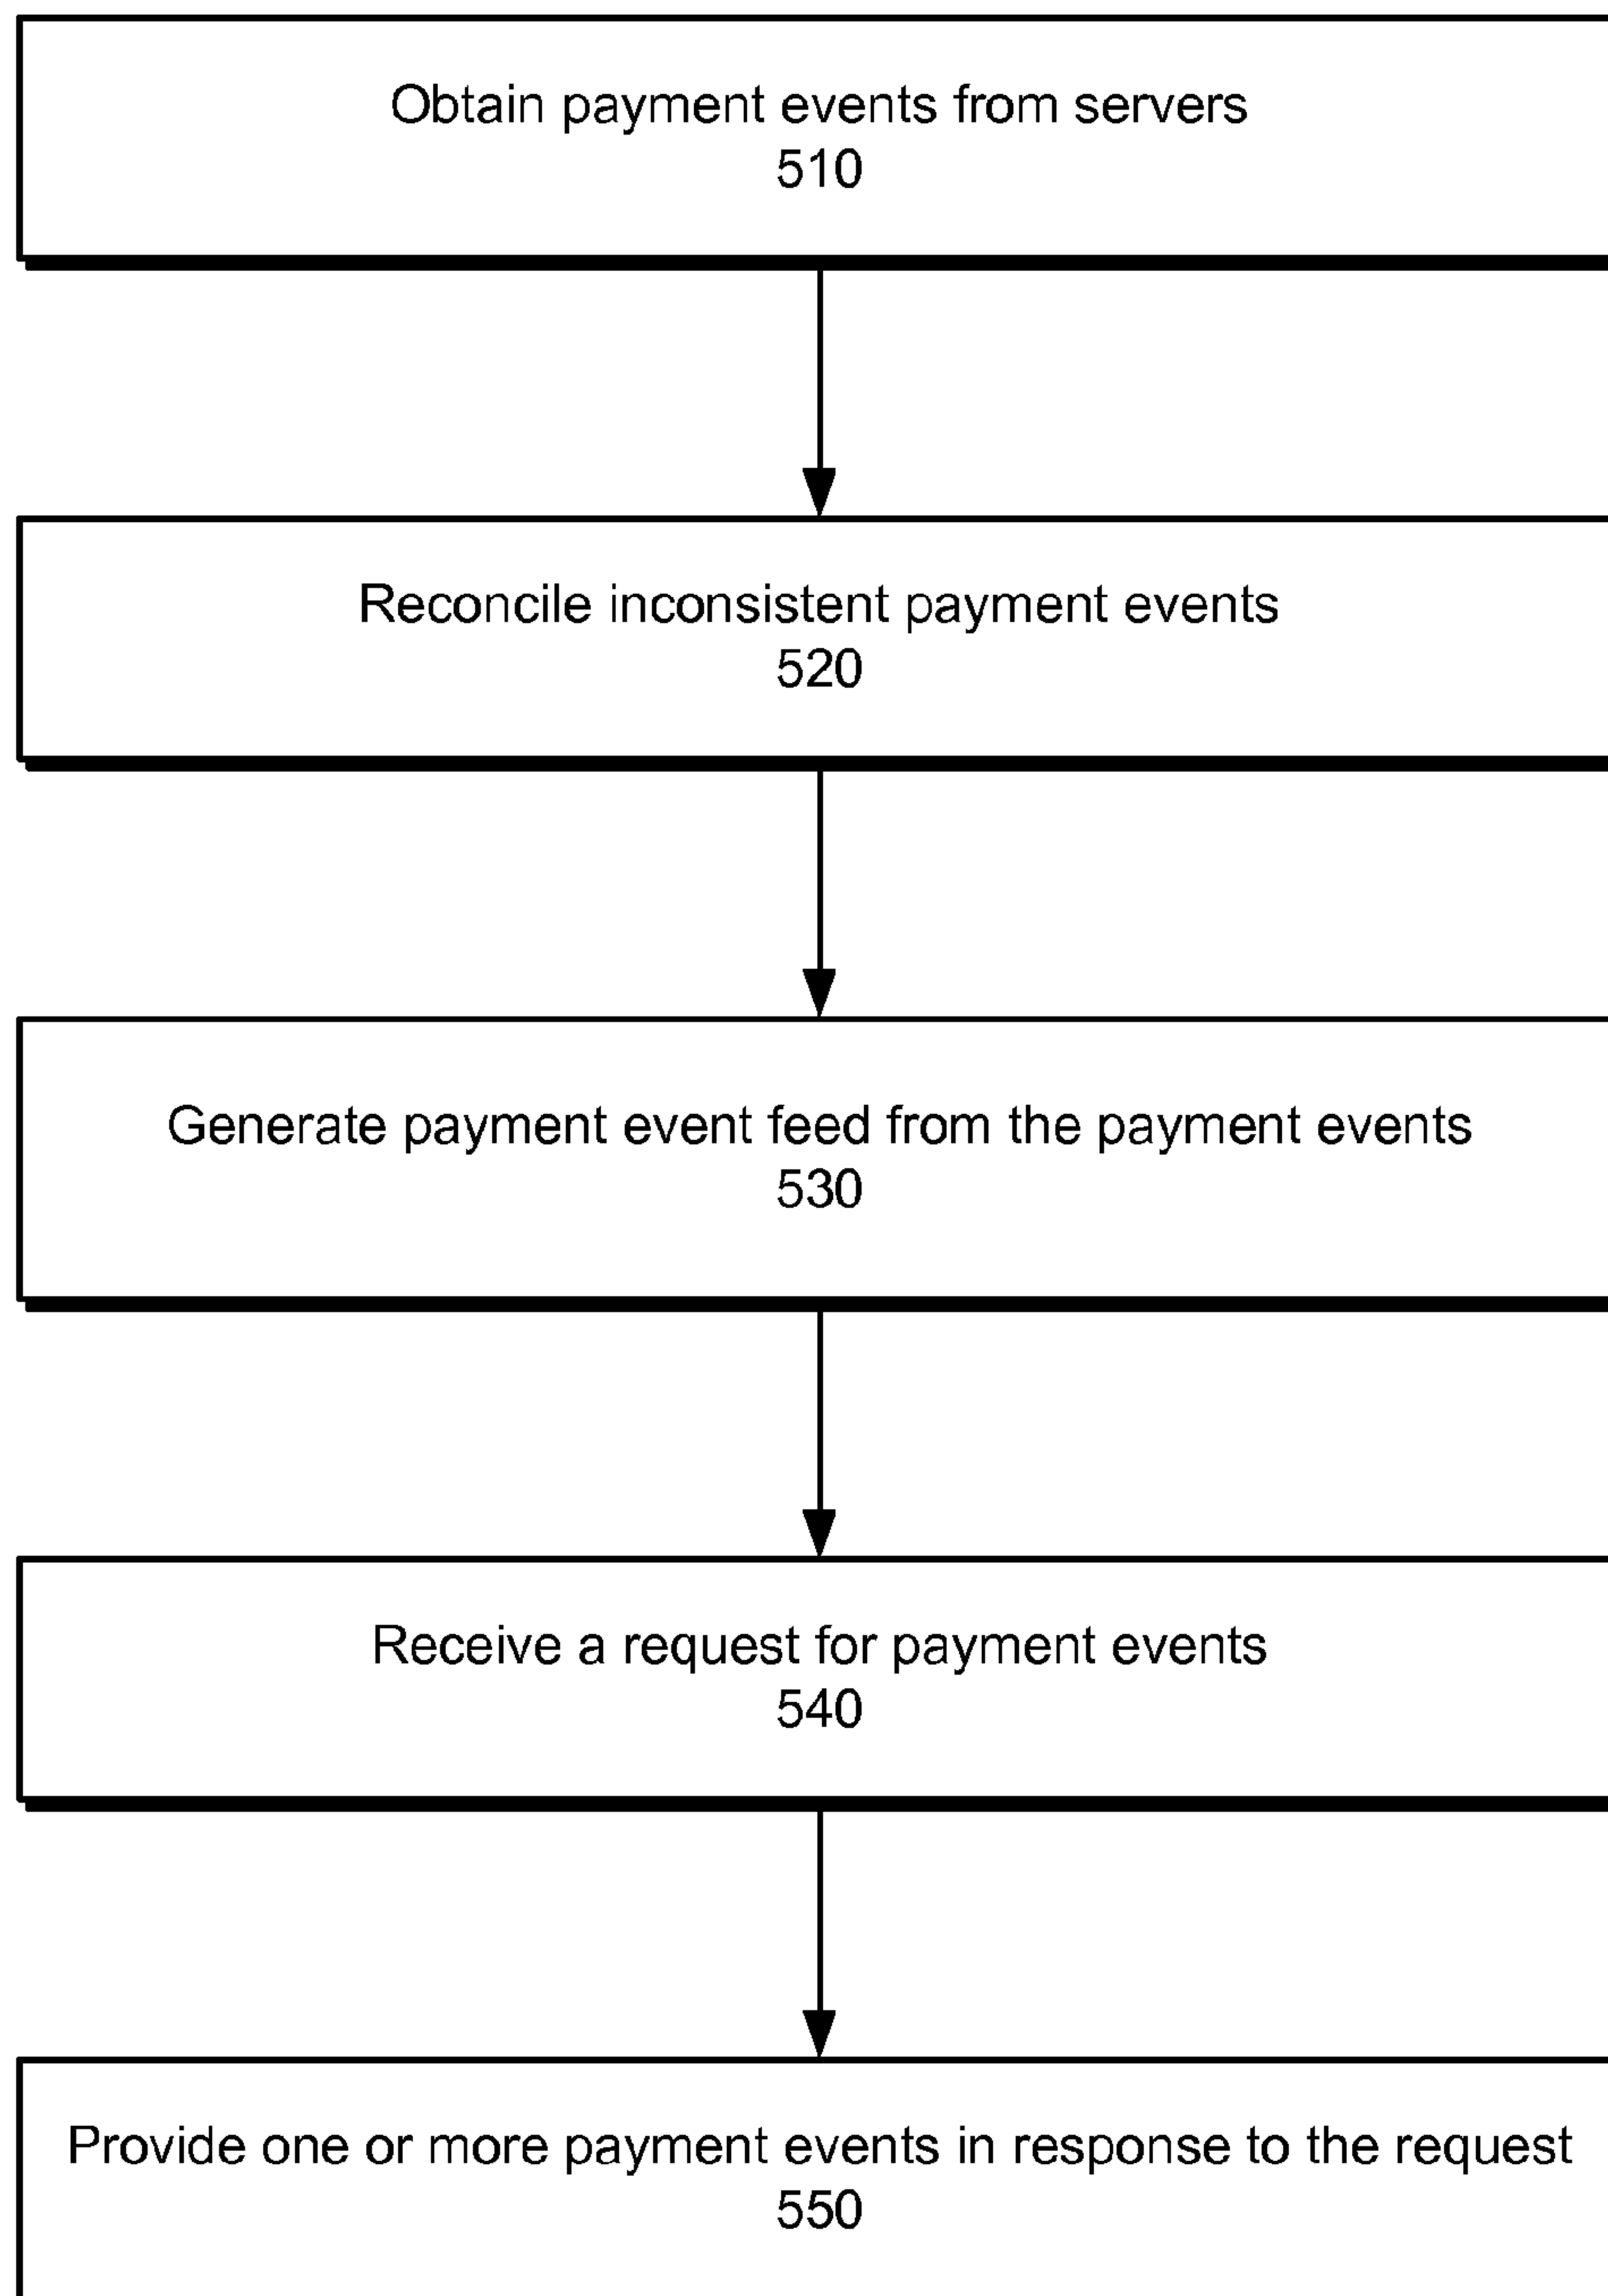 Obtain payment events from servers
510
Reconcile inconsistent payment events
520
Generate payment event feed from the payment events
530
Receive a request for payment events
540
Provide one or more payment events in response to the request
550